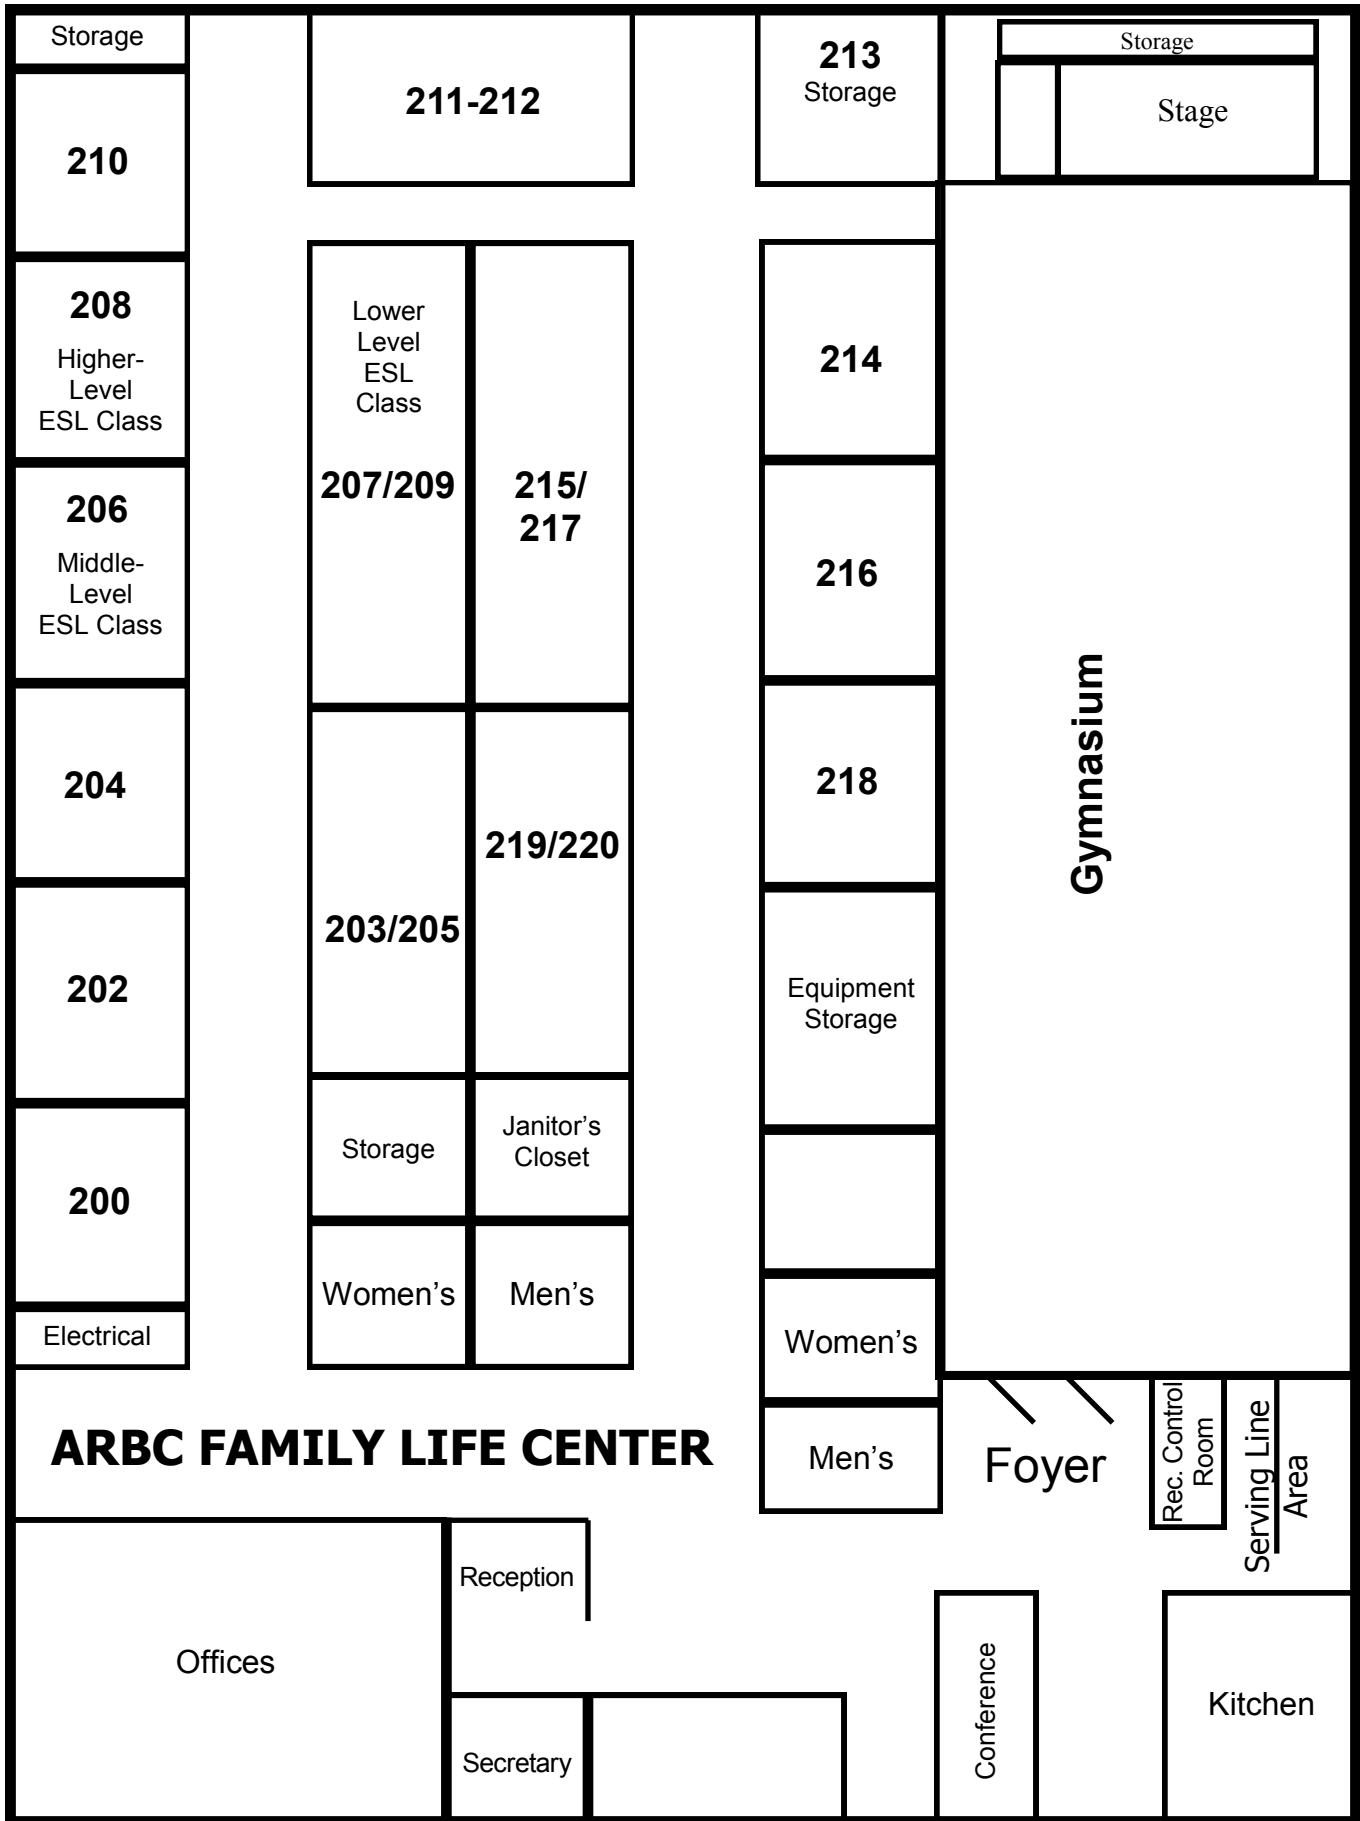 Storage
210
208
Higher-
Level
ESL Class
206
Middle-
Level
ESL Class
204
202
200
Electrical
211-212
Lower
Level
ESL
Class
207/209
215/
217
203/205
219/220
Storage
Janitor's
Closet
Women's
Men's
213
Storage
214
216
218
Equipment
Storage
Women's
Men's
Storage
Stage
Gymnasium
ARBC FAMILY LIFE CENTER
Foyer
Rec. Control
Room
Serving Line
Area
Offices
Reception
Secretary
Conference
Kitchen